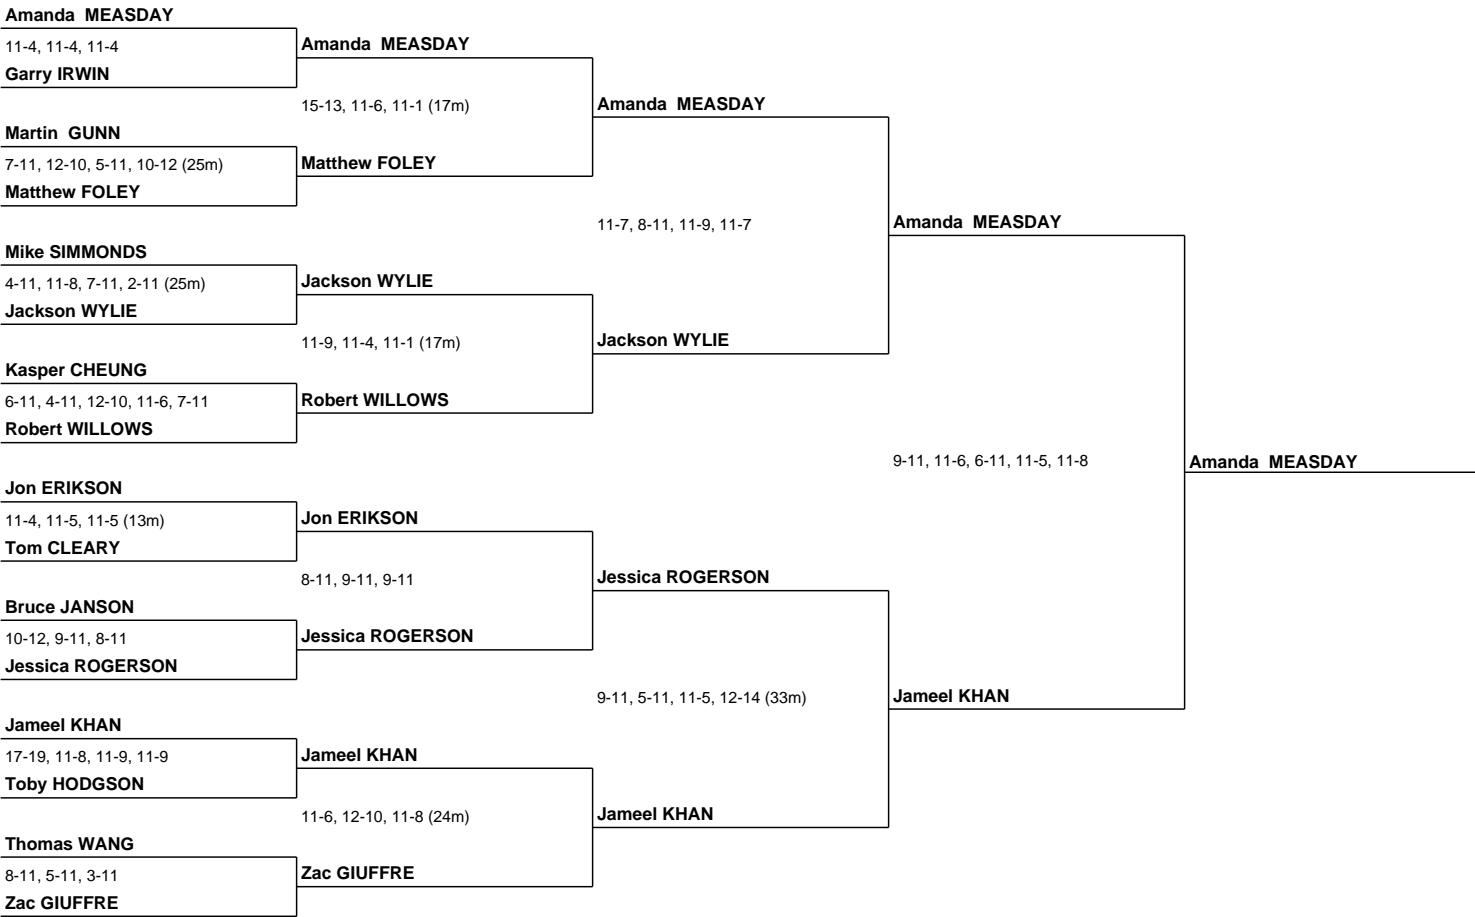 Amanda  MEASDAY
11-4, 11-4, 11-4
Garry IRWIN
Martin  GUNN
7-11, 12-10, 5-11, 10-12 (25m)
Matthew FOLEY
Mike SIMMONDS
4-11, 11-8, 7-11, 2-11 (25m)
Jackson WYLIE
Kasper CHEUNG
6-11, 4-11, 12-10, 11-6, 7-11
Robert WILLOWS
Jon ERIKSON
11-4, 11-5, 11-5 (13m)
Tom CLEARY
Bruce JANSON
10-12, 9-11, 8-11
Jessica ROGERSON
Jameel KHAN
17-19, 11-8, 11-9, 11-9
Toby HODGSON
Thomas WANG
8-11, 5-11, 3-11
Zac GIUFFRE
Amanda  MEASDAY
15-13, 11-6, 11-1 (17m)
Matthew FOLEY
Jackson WYLIE
11-9, 11-4, 11-1 (17m)
Robert WILLOWS
Jon ERIKSON
8-11, 9-11, 9-11
Jessica ROGERSON
Jameel KHAN
11-6, 12-10, 11-8 (24m)
Zac GIUFFRE
Amanda  MEASDAY
11-7, 8-11, 11-9, 11-7
Jackson WYLIE
Jessica ROGERSON
9-11, 5-11, 11-5, 12-14 (33m)
Jameel KHAN
Amanda  MEASDAY
9-11, 11-6, 6-11, 11-5, 11-8
Jameel KHAN
Amanda  MEASDAY